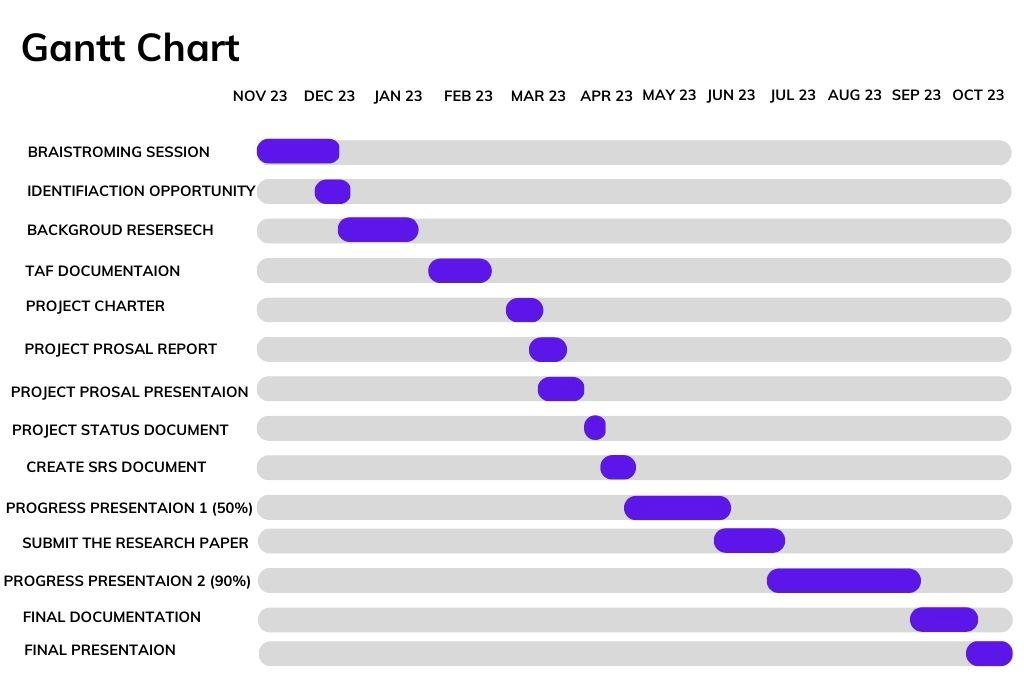 Gantt Chart
NOV 23 DEC 23 JAN 23 FEB 23 MAR 23 APR 23 MAY 23 JUN 23 JUL 23 AUG 23 SEP 23 OCT 23
BRAISTROMING SESSION
IDENTIFIACTION OPPORTUNITY
BACKGROUD RESERSECH
TAF DOCUMENTAION
PROJECT CHARTER
PROJECT PROSAL REPORT
PROJECT PROSAL PRESENTAION
PROJECT STATUS DOCUMENT
CREATE SRS DOCUMENT
PROGRESS PRESENTAION 1 (50%)
SUBMIT THE RESEARCH PAPER
PROGRESS PRESENTAION 2 (90%)
FINAL DOCUMENTATION
FINAL PRESENTAION